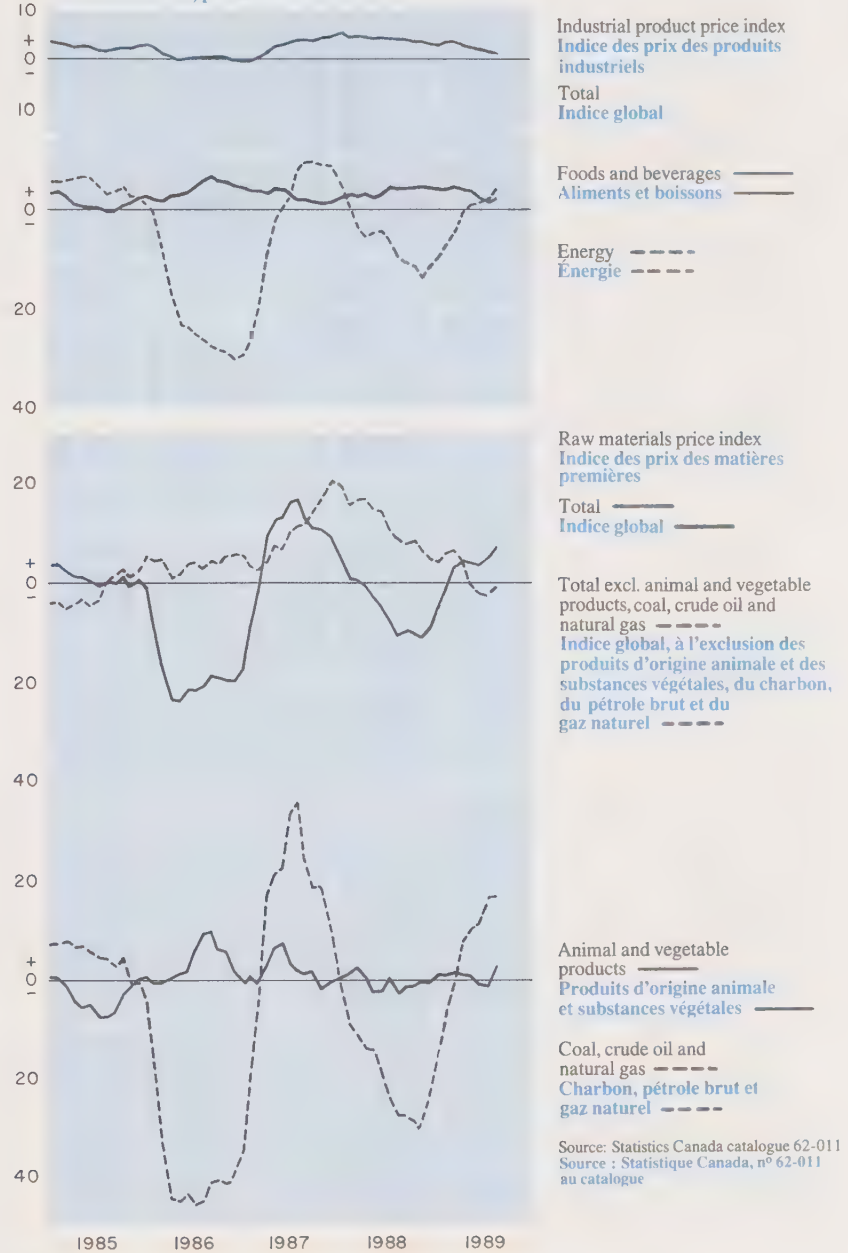 10
+
0
−
10
Industrial product price index
Indice des prix des produits
industriels
Total
Indice global
+
0
−
20
40
Foods and beverages
Aliments et boissons
Energy
Énergie
20
+
0
−
20
40
Raw materials price index
Indice des prix des matières
premières
Total
Indice global
Total excl. animal and vegetable
products, coal, crude oil and
natural gas
Indice global, à l'exclusion des
produits d'origine animale et des
substances végétales, du charbon,
du pétrole brut et du
gaz naturel
20
+
0
−
20
40
Animal and vegetable
products
Produits d'origine animale
et substances végétales
Coal, crude oil and
natural gas
Charbon, pétrole brut et
gaz naturel
Source: Statistics Canada catalogue 62-011
Source : Statistique Canada, nº 62-011
au catalogue
1985 1986 1987 1988 1989